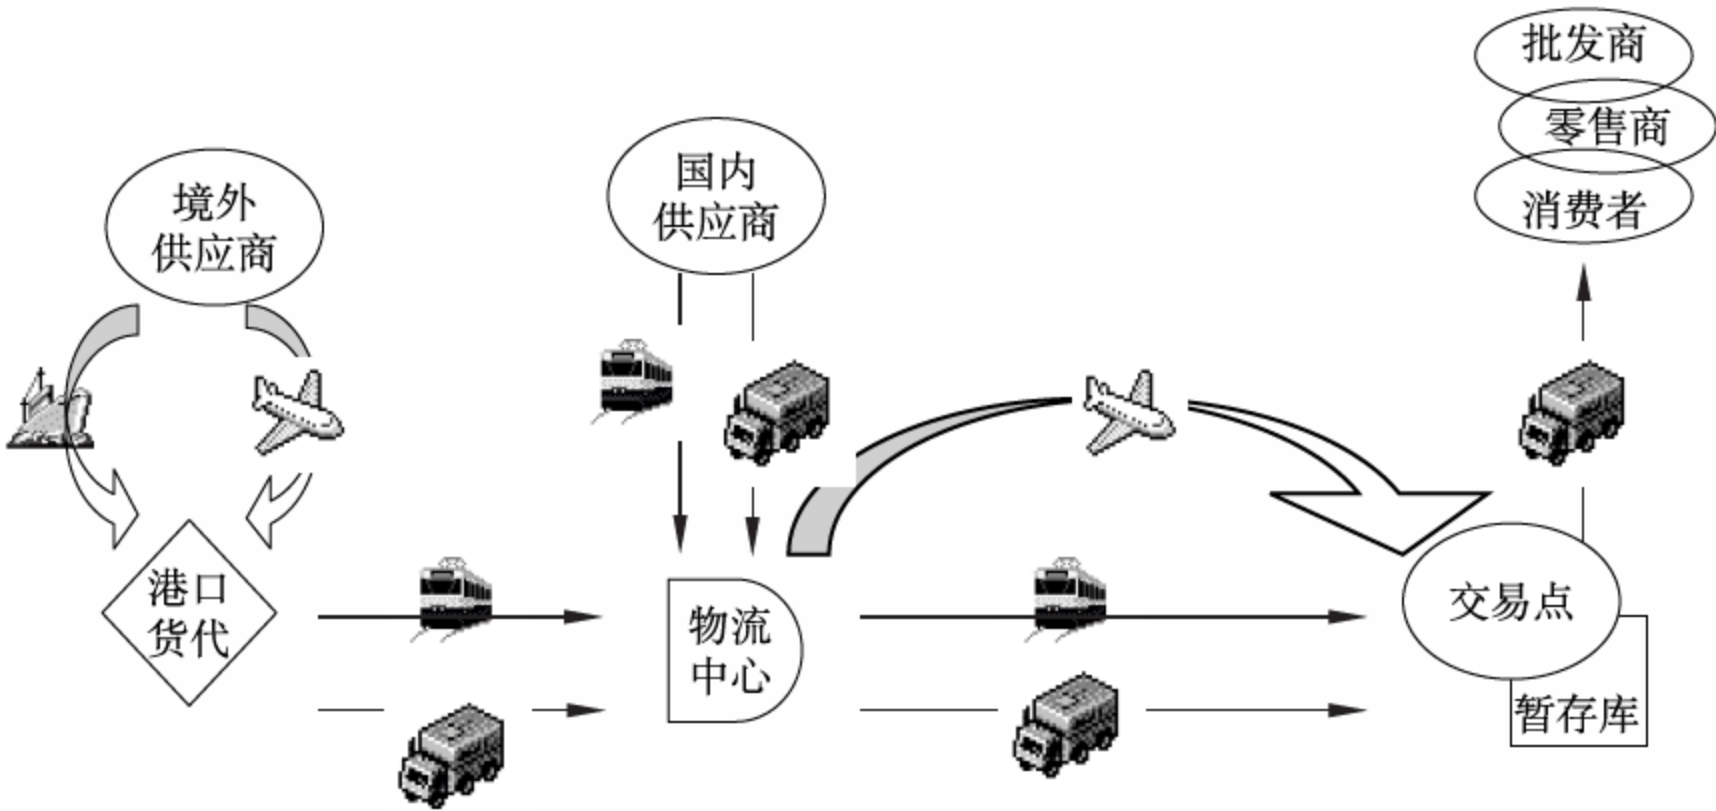 批发商
零售商
消费者
境外
供应商
国内
供应商
港口
货代
物流
中心
交易点
暂存库